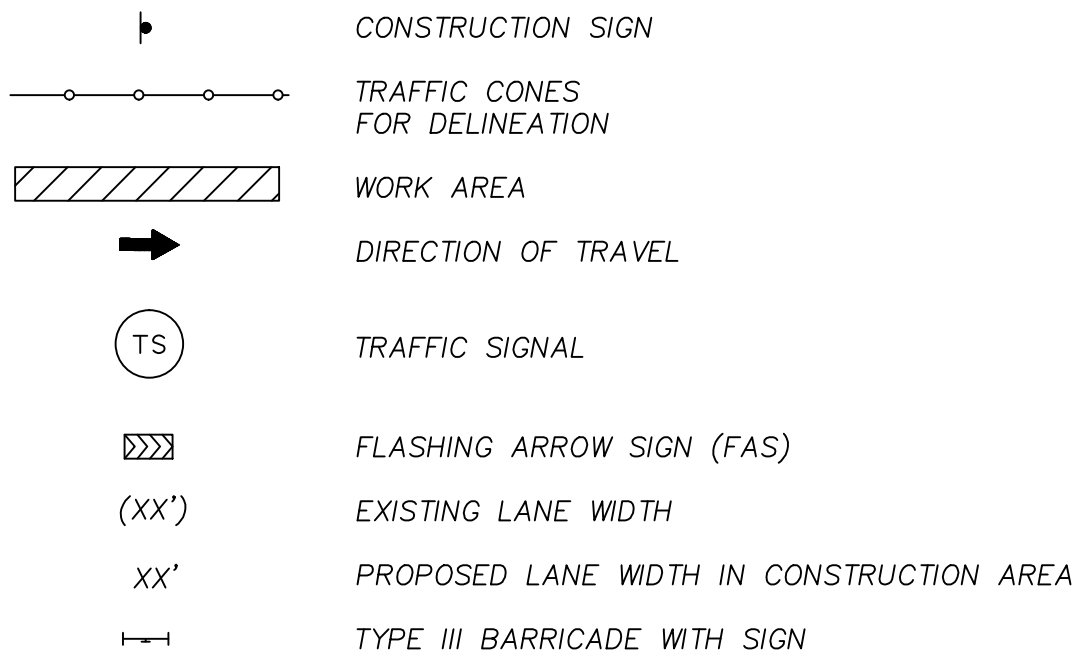 CONSTRUCTION SIGN
TRAFFIC CONES
FOR DELINEATION
WORK AREA
DIRECTION OF TRAVEL
TS TRAFFIC SIGNAL
FLASHING ARROW SIGN (FAS)
(XX') EXISTING LANE WIDTH
XX' PROPOSED LANE WIDTH IN CONSTRUCTION AREA
TYPE III BARRICADE WITH SIGN